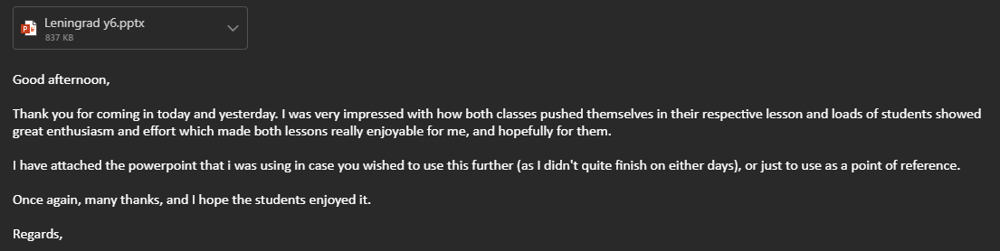 Leningrad y6.pptx
837 KB
Good afternoon,
Thank you for coming in today and yesterday. I was very impressed with how both classes pushed themselves in their respective lesson and loads of students showed
great enthusiasm and effort which made both lessons really enjoyable for me, and hopefully for them.
I have attached the powerpoint that i was using in case you wished to use this further (as I didn't quite finish on either days), or just to use as a point of reference.
Once again, many thanks, and I hope the students enjoyed it.
Regards,